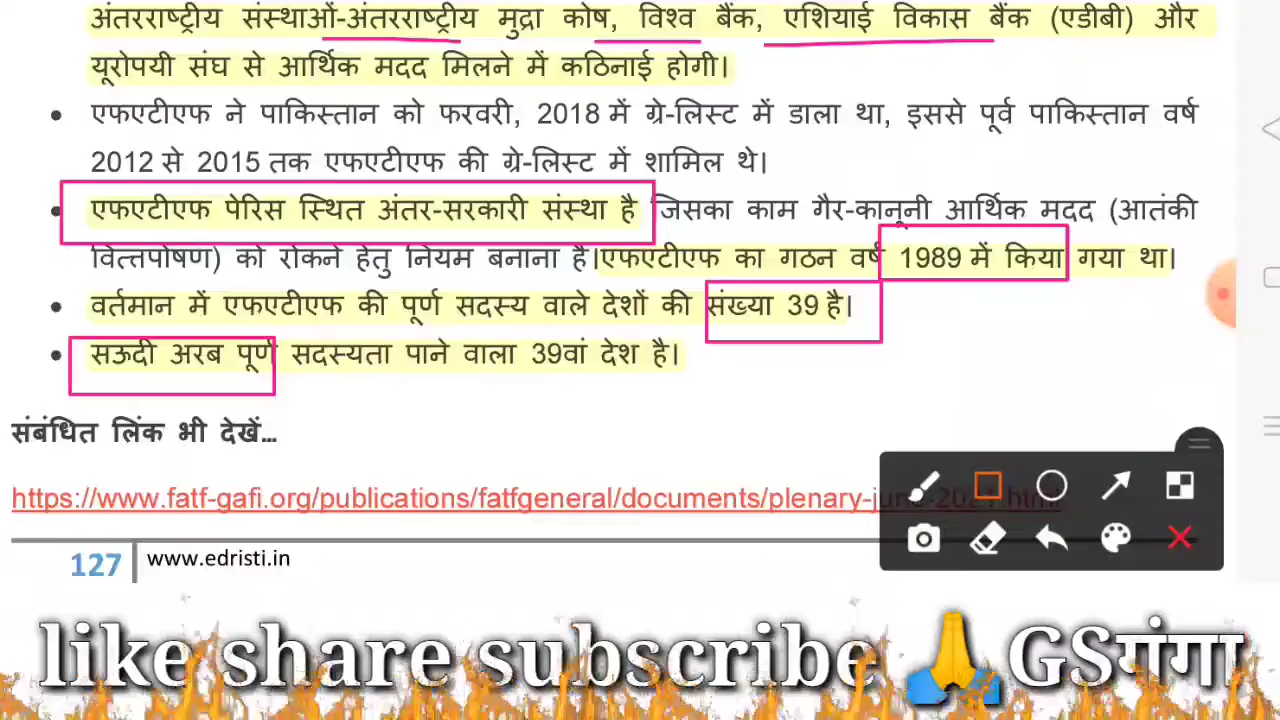 अंतरराष्ट्रीय संस्थाओं-अंतरराष्ट्रीय मुद्रा कोष, विश्व बैंक, एशियाई विकास बैंक (एडीबी) और
यूरोपयी संघ से आर्थिक मदद मिलने में कठिनाई होगी।
• एफएटीएफ ने पाकिस्तान को फरवरी, 2018 में ग्रे-लिस्ट में डाला था, इससे पूर्व पाकिस्तान वर्ष
2012 से 2015 तक एफएटीएफ की ग्रे-लिस्ट में शामिल थे।
• एफएटीएफ पेरिस स्थित अंतर-सरकारी संस्था है जिसका काम गैर-कानूनी आर्थिक मदद (आतंकी
वित्तपोषण) को रोकने हेतु नियम बनाना है।एफएटीएफ का गठन वर्ष 1989 में किया गया था।
• वर्तमान में एफएटीएफ की पूर्ण सदस्य वाले देशों की संख्या 39 है।
• सऊदी अरब पूर्ण सदस्यता पाने वाला 39वां देश है।
संबंधित लिंक भी देखें…
https://www.fatf-gafi.org/publications/fatfgeneral/documents/plenary-june-2021.html
127 www.edristi.in
like share subscribe 🙏 GSगंगा